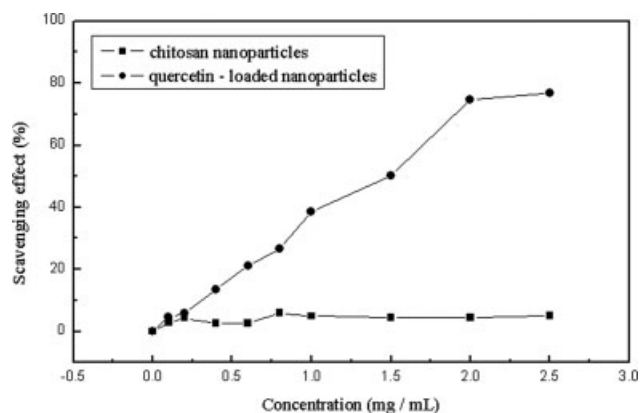 100
80
60
40
20
0
Scavenging effect (%)
chitosan nanoparticles
quercetin - loaded nanoparticles
-0.5 0.0 0.5 1.0 1.5 2.0 2.5 3.0
Concentration (mg / mL)